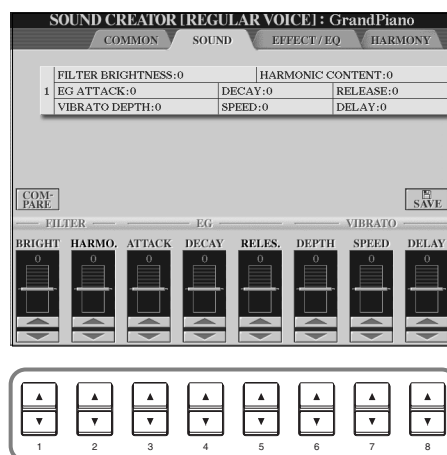 SOUND CREATOR [REGULAR VOICE] : GrandPiano
COMMON SOUND EFFECT / EQ HARMONY
FILTER BRIGHTNESS:0 HARMONIC CONTENT:0
1 EG ATTACK:0 DECAY:0 RELEASE:0
VIBRATO DEPTH:0 SPEED:0 DELAY:0
COM-
PARE SAVE
FILTER EG VIBRATO
BRIGHT HARMO. ATTACK DECAY RELES. DEPTH SPEED DELAY
0 0 0 0 0 0 0 0
1 2 3 4 5 6 7 8